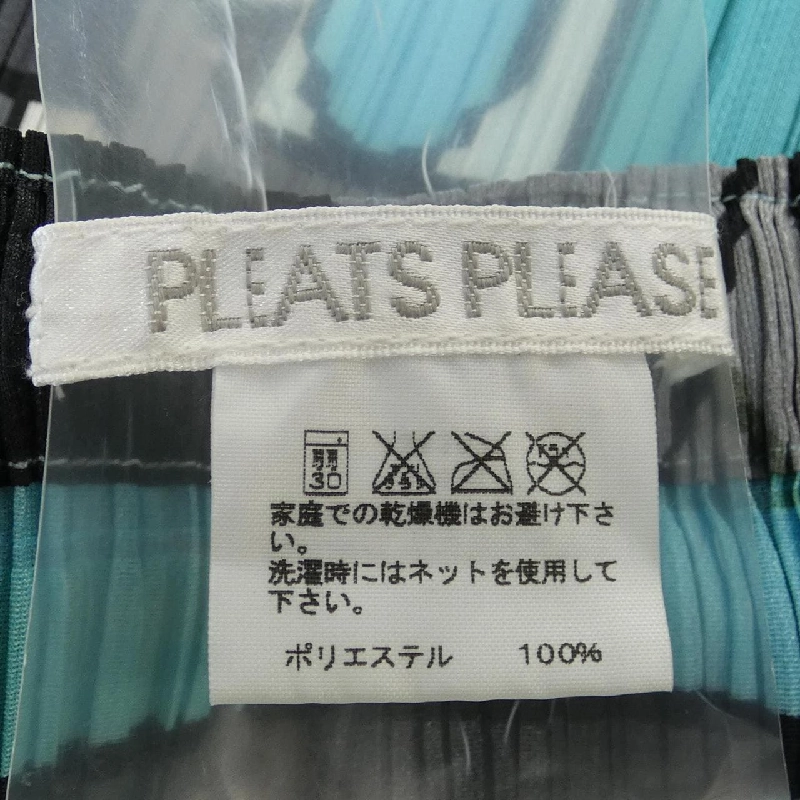 PLEATS PLEASE
弱 30
家庭での乾燥機はお避け下さ
い。
洗濯時にはネットを使用して
下さい。
ポリエステル 100%